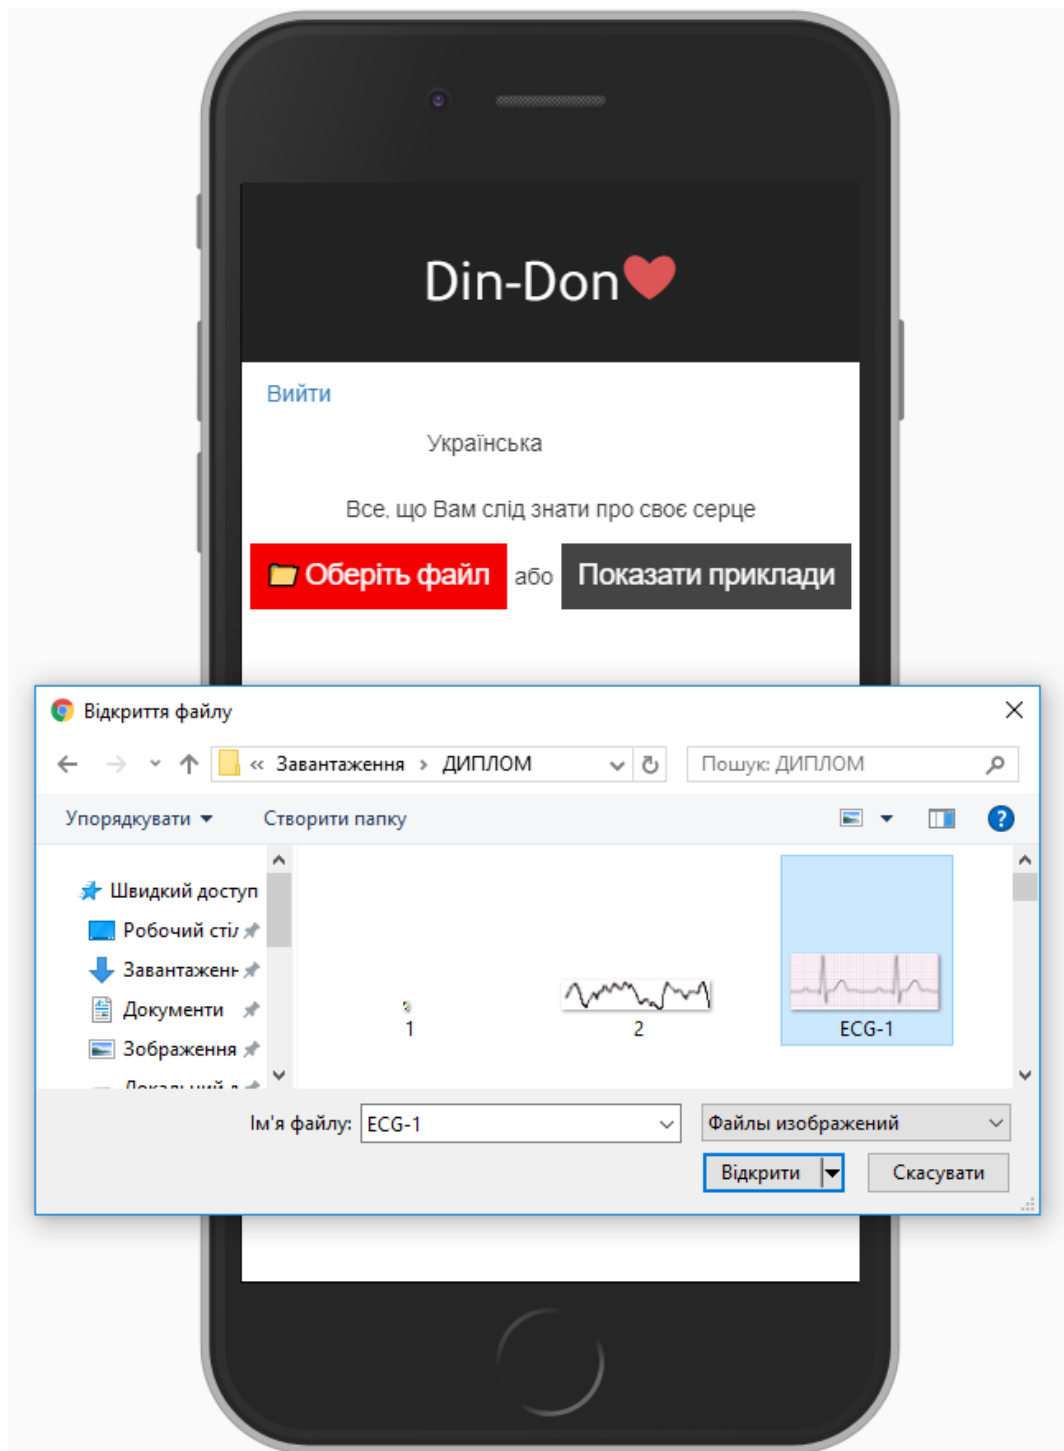 Din-Don
Вийти
Українська
Все, що Вам слід знати про своє серце
Оберіть файл або Показати приклади
Відкриття файлу
« Завантаження › ДИПЛОМ
Пошук: ДИПЛОМ
Упорядкувати Створити папку
Швидкий доступ
Робочий стіл
Завантаженн
Документи
Зображення
1
2
ECG-1
Ім'я файлу: ECG-1
Файлы изображений
Відкрити
Скасувати